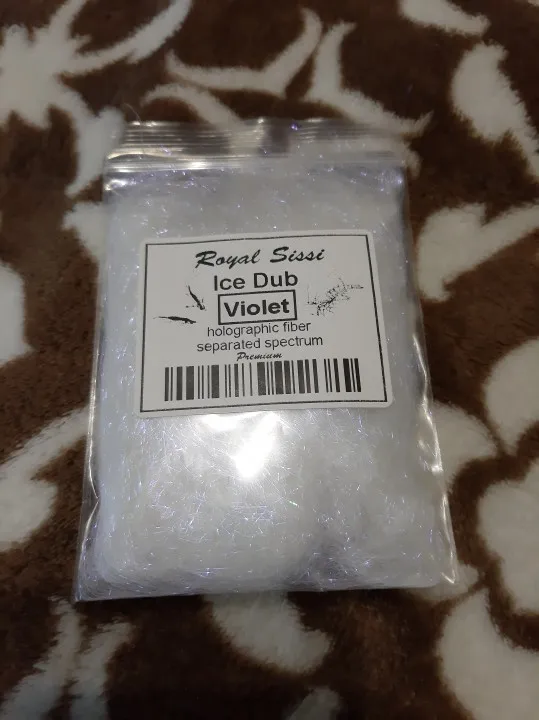 Royal Sissi
Ice Dub
Violet
holographic fiber
separated spectrum
Premium